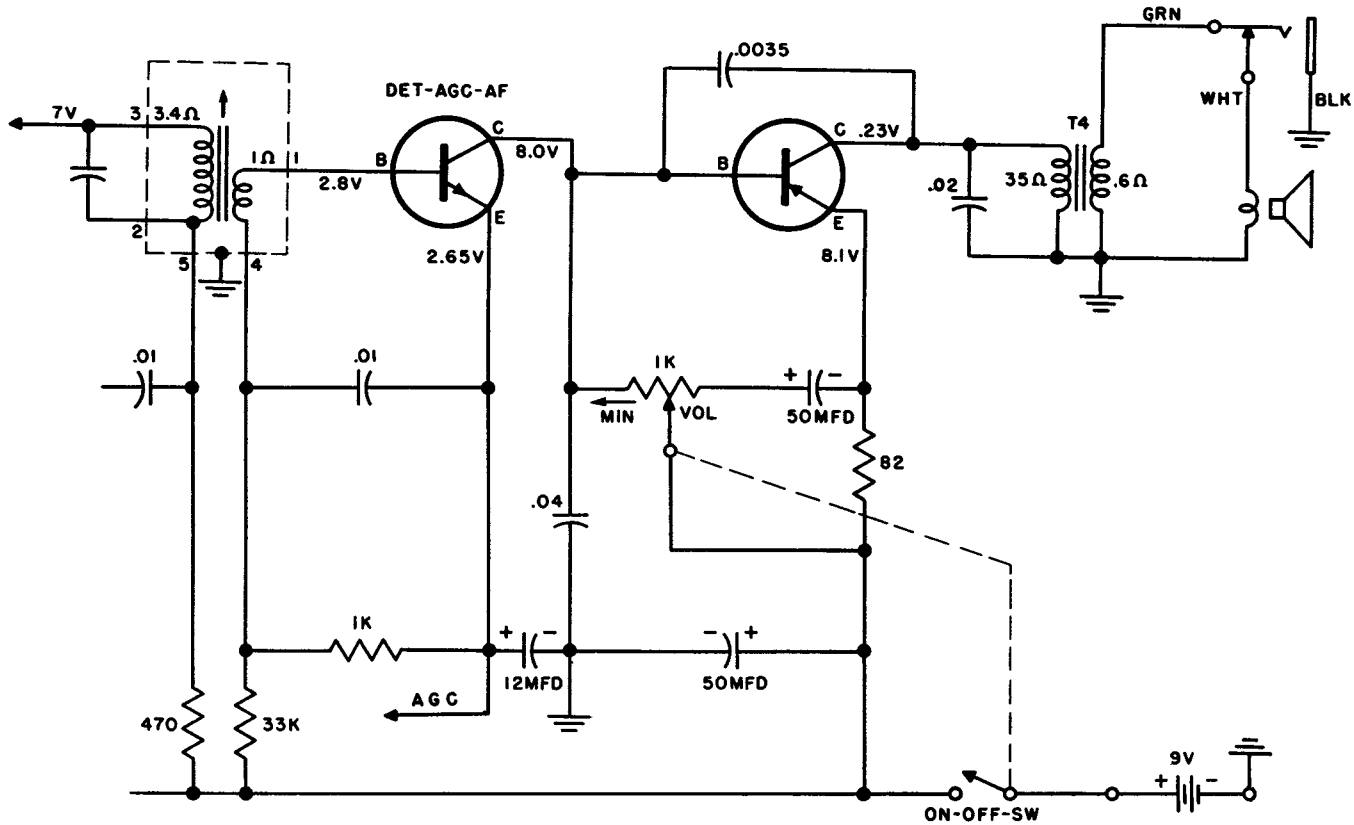 GRN
.0035
7V
3
3.4Ω
DET-AGC-AF
WHT
BLK
C
8.0V
C
.23V
T4
1Ω
1
B
2.8V
B
.02
35Ω
.6Ω
2
E
2.65V
E
8.1V
5
4
.01
.01
1K
+
-
MIN
VOL
50MFD
82
.04
1K
+
-
-
+
12MFD
50MFD
AGC
470
33K
9V
+
-
ON-OFF-SW